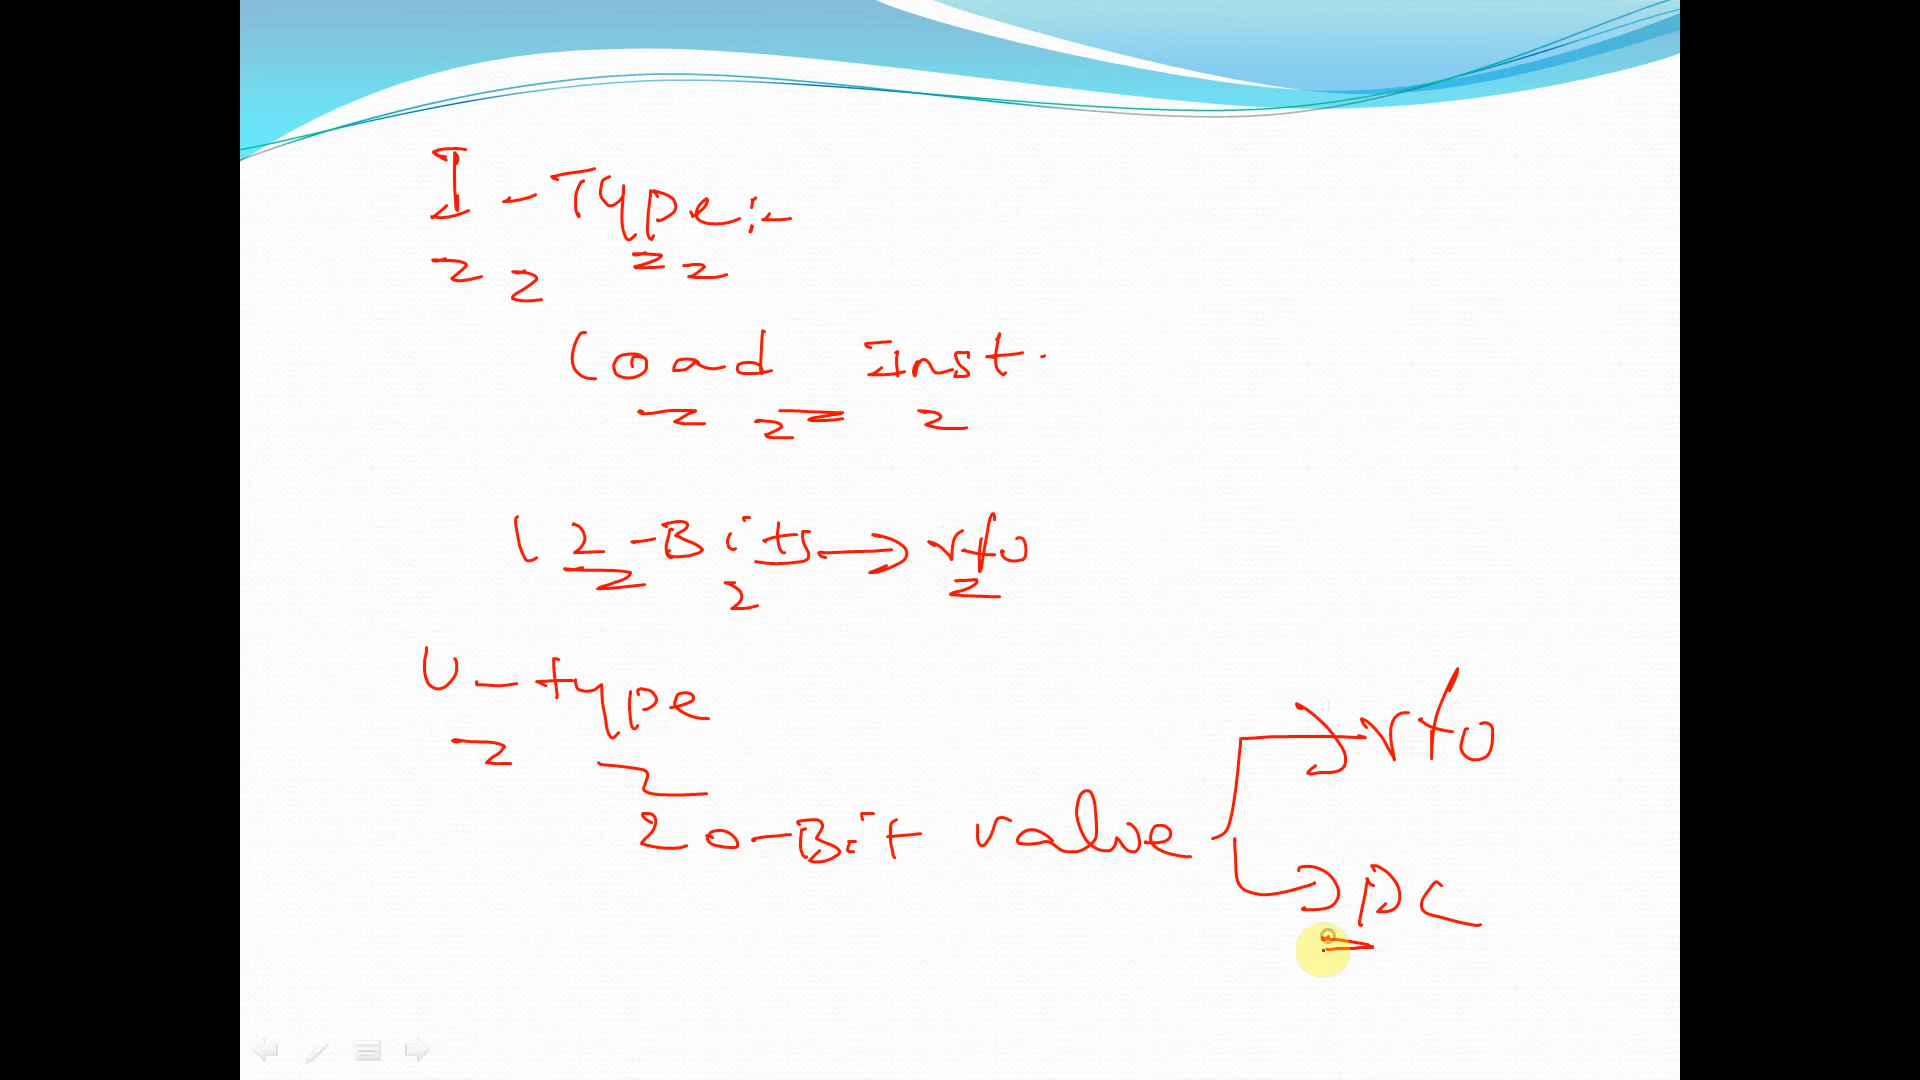 I-Type:-
Load Inst.
12-Bits → rf0
U-type
20-Bit value
rf0
PC